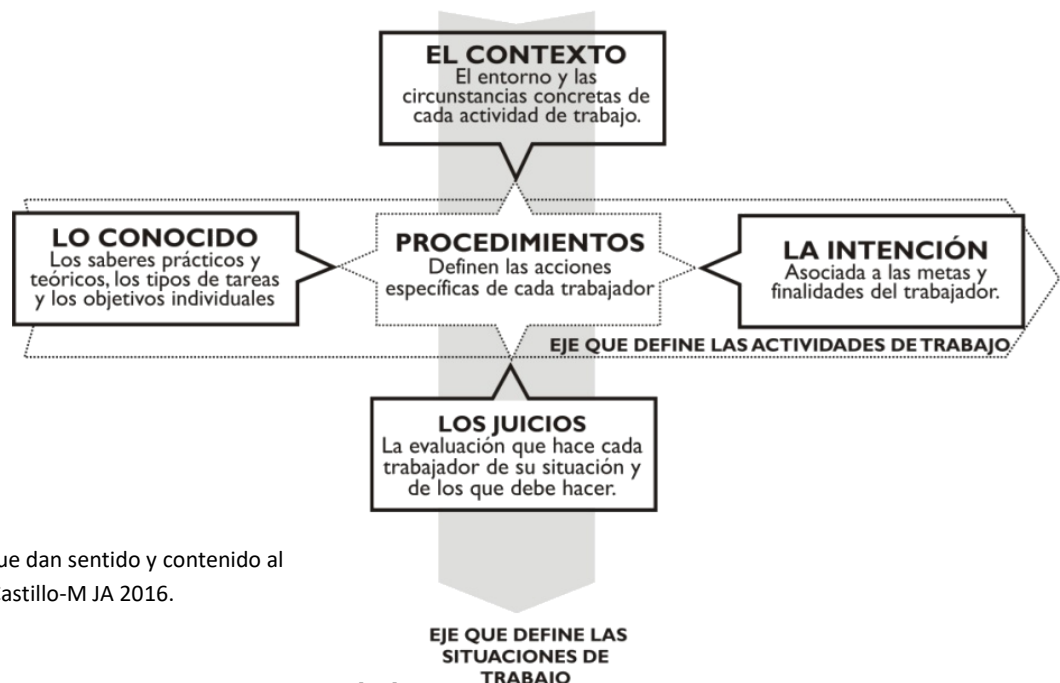 EL CONTEXTO
El entorno y las
circunstancias concretas de
cada actividad de trabajo.
LO CONOCIDO
Los saberes prácticos y
teóricos, los tipos de tareas
y los objetivos individuales
PROCEDIMIENTOS
Definen las acciones
específicas de cada trabajador
LA INTENCIÓN
Asociada a las metas y
finalidades del trabajador.
EJE QUE DEFINE LAS ACTIVIDADES DE TRABAJO
LOS JUICIOS
La evaluación que hace cada
trabajador de su situación y
de los que debe hacer.
que dan sentido y contenido al
Castillo-M JA 2016.
EJE QUE DEFINE LAS
SITUACIONES DE
TRABAJO